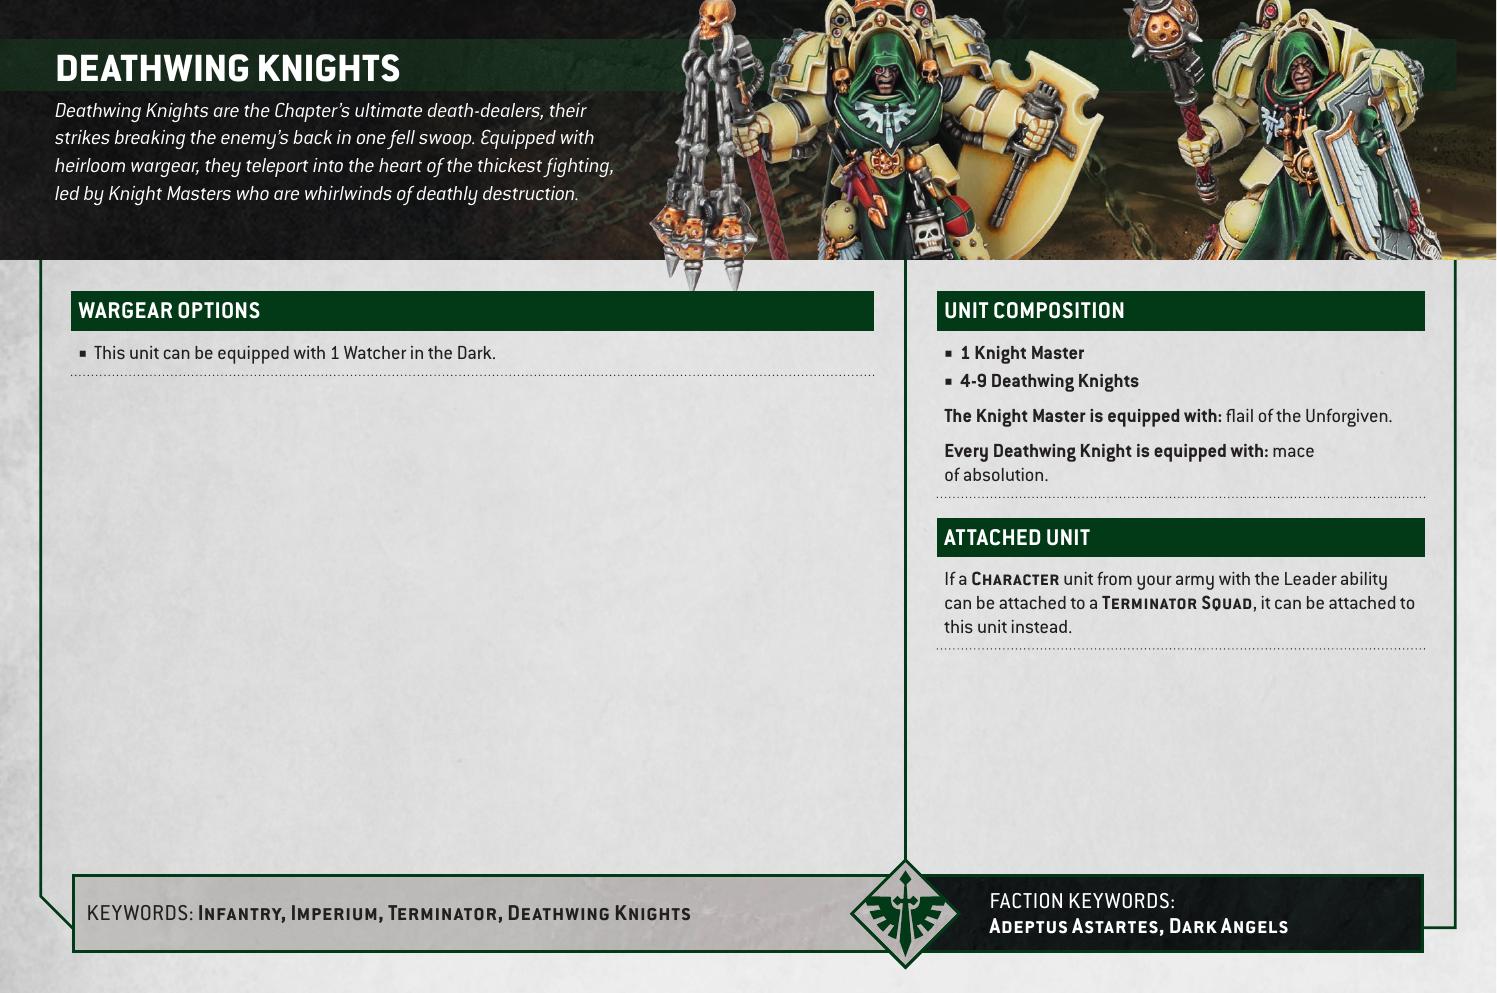 DEATHWING KNIGHTS
Deathwing Knights are the Chapter’s ultimate death-dealers, their
strikes breaking the enemy’s back in one fell swoop. Equipped with
heirloom wargear, they teleport into the heart of the thickest fighting,
led by Knight Masters who are whirlwinds of deathly destruction.
WARGEAR OPTIONS
▪ This unit can be equipped with 1 Watcher in the Dark.
UNIT COMPOSITION
▪ 1 Knight Master
▪ 4-9 Deathwing Knights
The Knight Master is equipped with: flail of the Unforgiven.
Every Deathwing Knight is equipped with: mace
of absolution.
ATTACHED UNIT
If a CHARACTER unit from your army with the Leader ability
can be attached to a TERMINATOR SQUAD, it can be attached to
this unit instead.
KEYWORDS: INFANTRY, IMPERIUM, TERMINATOR, DEATHWING KNIGHTS
FACTION KEYWORDS:
ADEPTUS ASTARTES, DARK ANGELS